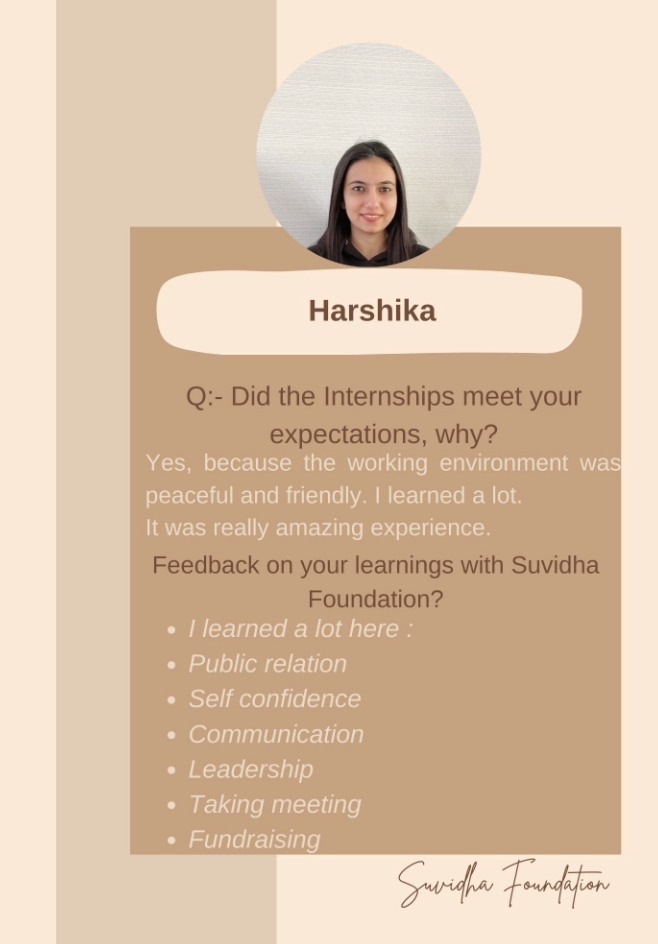 Harshika
Q:- Did the Internships meet your
expectations, why?
Yes, because the working environment was
peaceful and friendly. I learned a lot.
It was really amazing experience.
Feedback on your learnings with Suvidha
Foundation?
• I learned a lot here :
• Public relation
• Self confidence
• Communication
• Leadership
• Taking meeting
• Fundraising
Suvidha Foundation